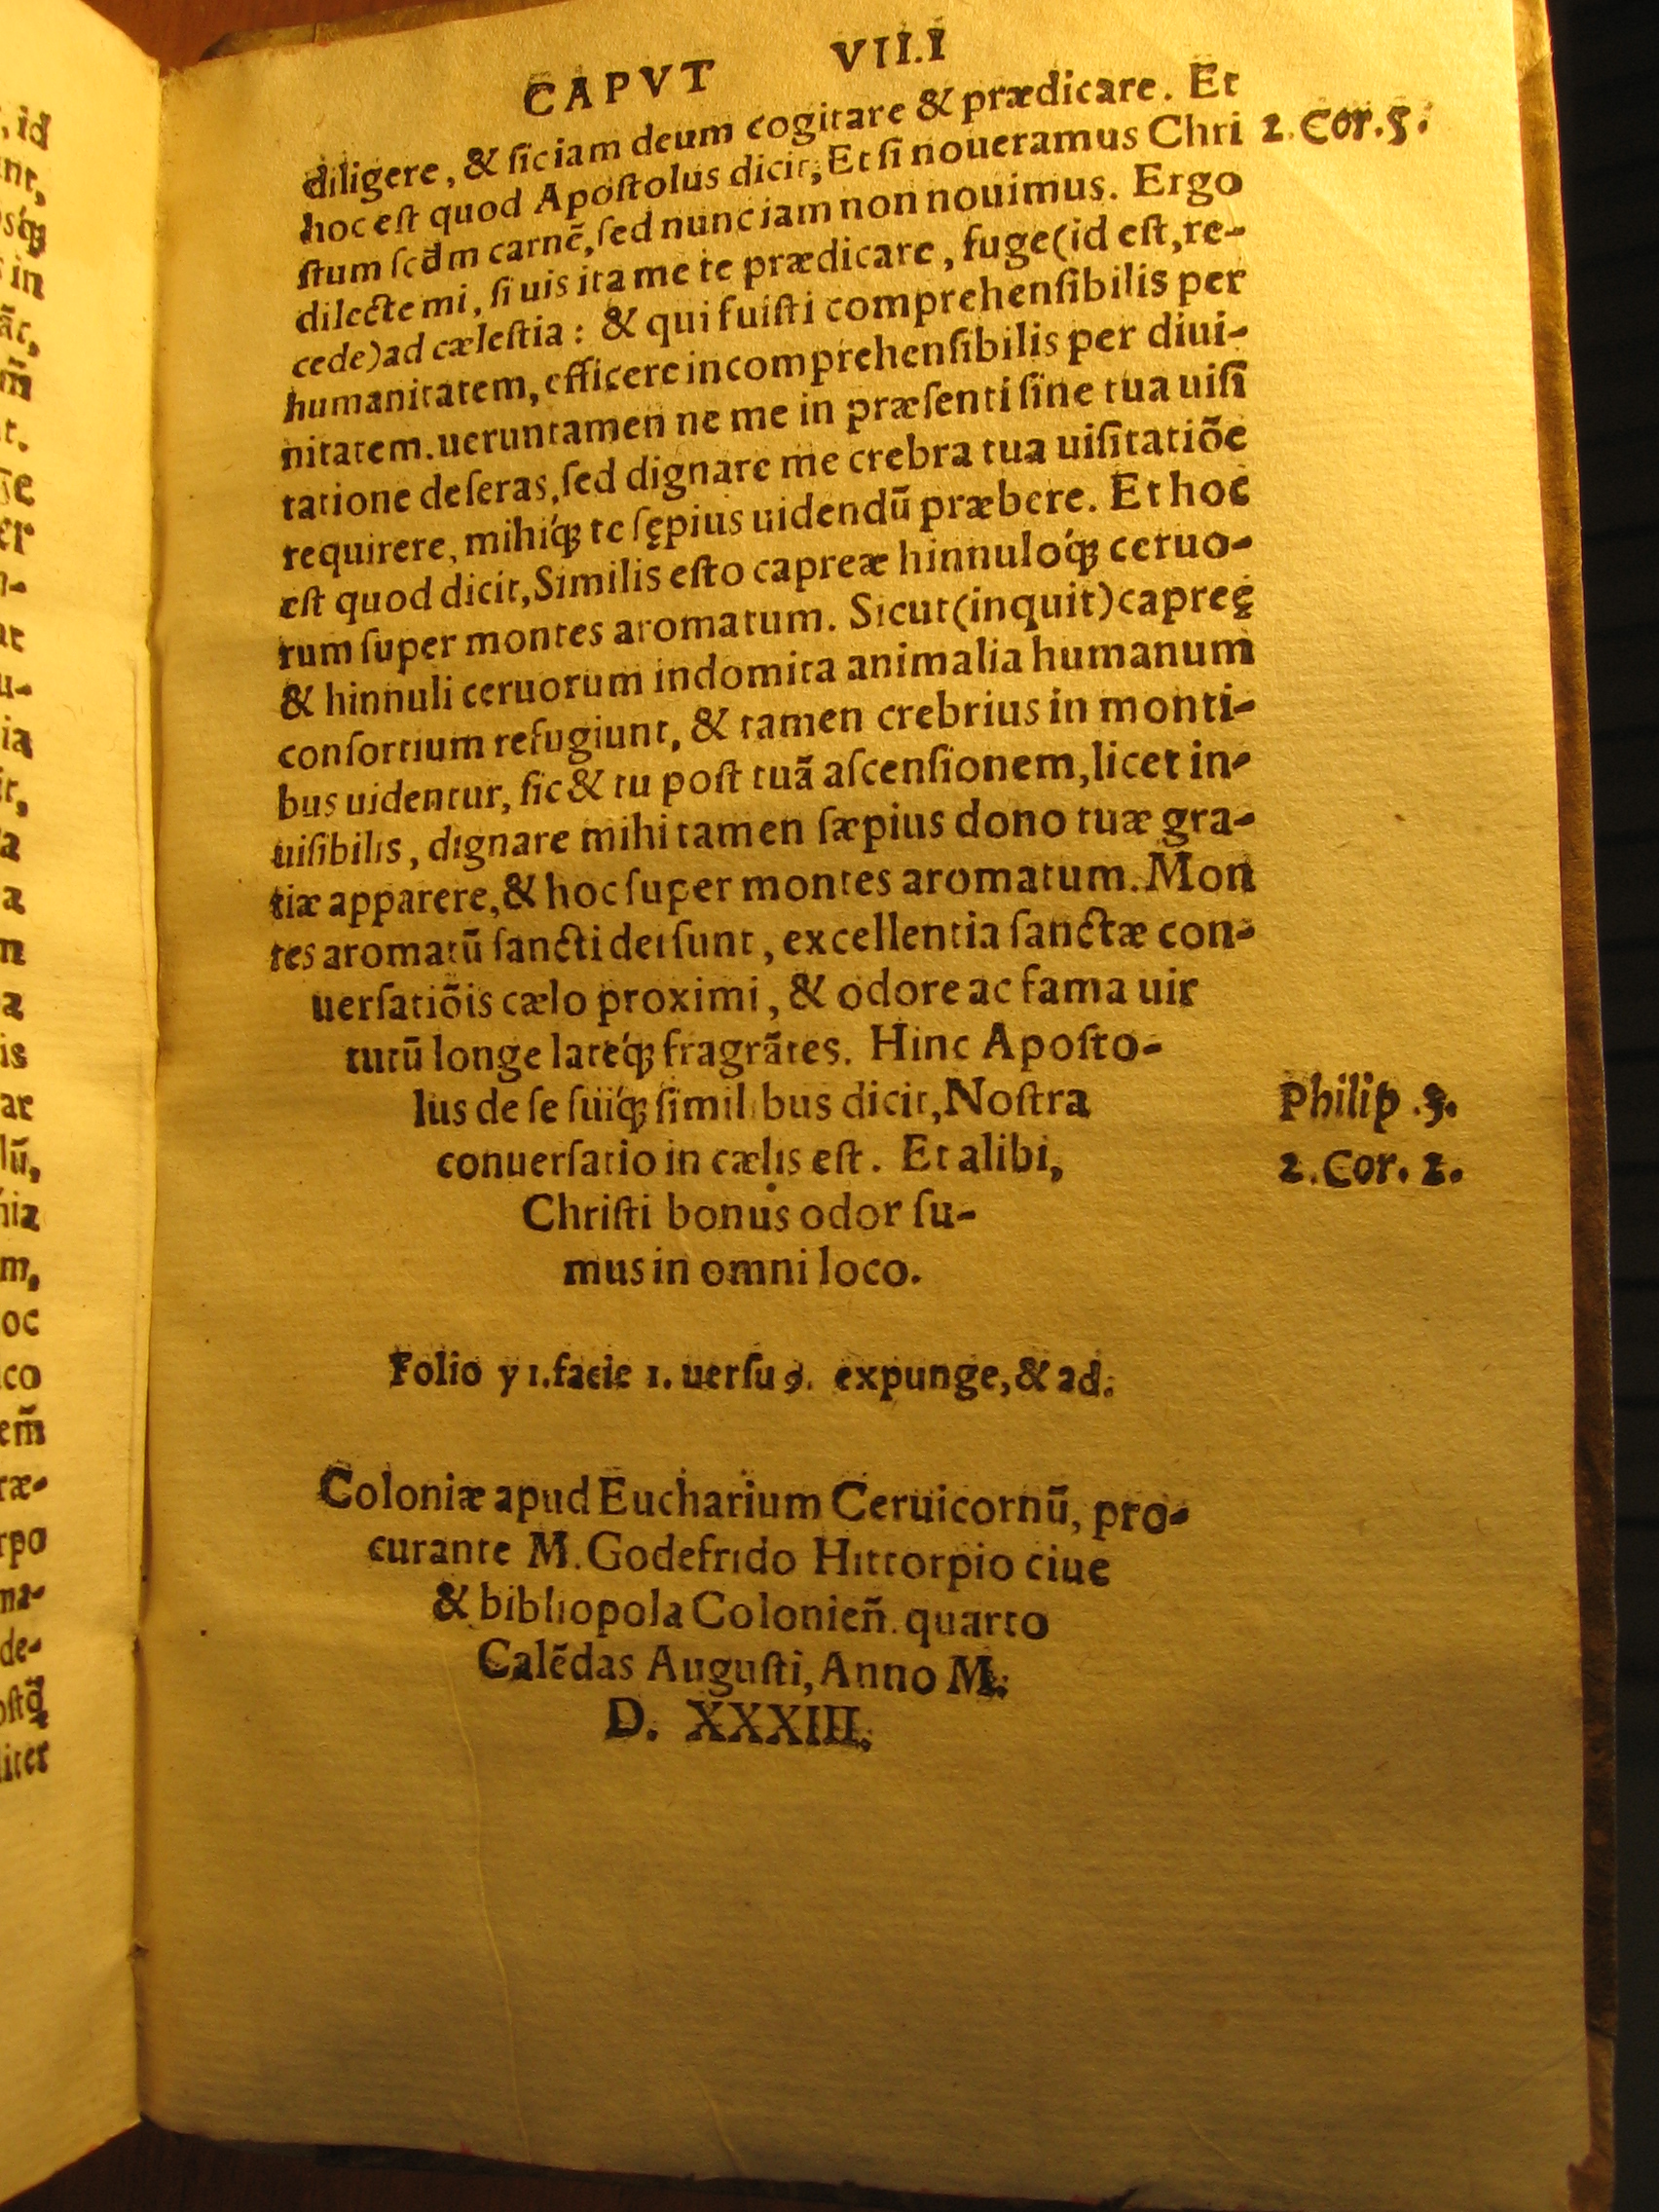 CAPVT VII.I
diligere, & ſic iam deum cogitare & prædicare. Et
hoc eſt quod Apoſtolus dicit, Et ſi noueramus Chri
2. Cor. 5.
ſtum ſcdm carnē, ſed nunc iam non nouimus. Ergo
dilecte mi, ſi uis ita me te prædicare, fuge (id eſt, re-
cede) ad cæleſtia: & qui fuiſti comprehenſibilis per
humanitatem, efficere incomprehenſibilis per diui-
nitatem. ueruntamen ne me in præſenti ſine tua uiſi
tatione deſeras, ſed dignare me crebra tua uiſitatiõe
requirere, mihiq́ꝫ te ſępius uidendū præbere. Et hoc
eſt quod dicit, Similis eſto capreæ hinnuloq́ꝫ ceruo-
rum ſuper montes aromatum. Sicut (inquit) capreę
& hinnuli ceruorum indomita animalia humanum
conſortium refugiunt, & tamen crebrius in monti-
bus uidentur, ſic & tu poſt tuã aſcenſionem, licet in-
uiſibilis, dignare mihi tamen ſæpius dono tuæ gra-
tiæ apparere, & hoc ſuper montes aromatum. Mon
tes aromatū ſancti dei ſunt, excellentia ſanctæ con-
uerſatiõis cælo proximi, & odore ac fama uir
tutū longe lateq́ꝫ fragrãtes. Hinc Apoſto-
lus de ſe ſuiq́ꝫ ſimilibus dicit, Noſtra
Philip. 3.
conuerſatio in cælis eſt. Et alibi,
2. Cor. 2.
Chriſti bonus odor ſu-
mus in omni loco.
Folio y 1. facie 1. uerſu 9. expunge, & ad.
Coloniæ apud Eucharium Ceruicornū, pro-
curante M. Godefrido Hittorpio ciue
& bibliopola Colonien̄. quarto
Calēdas Auguſti, Anno M.
D. XXXIII.